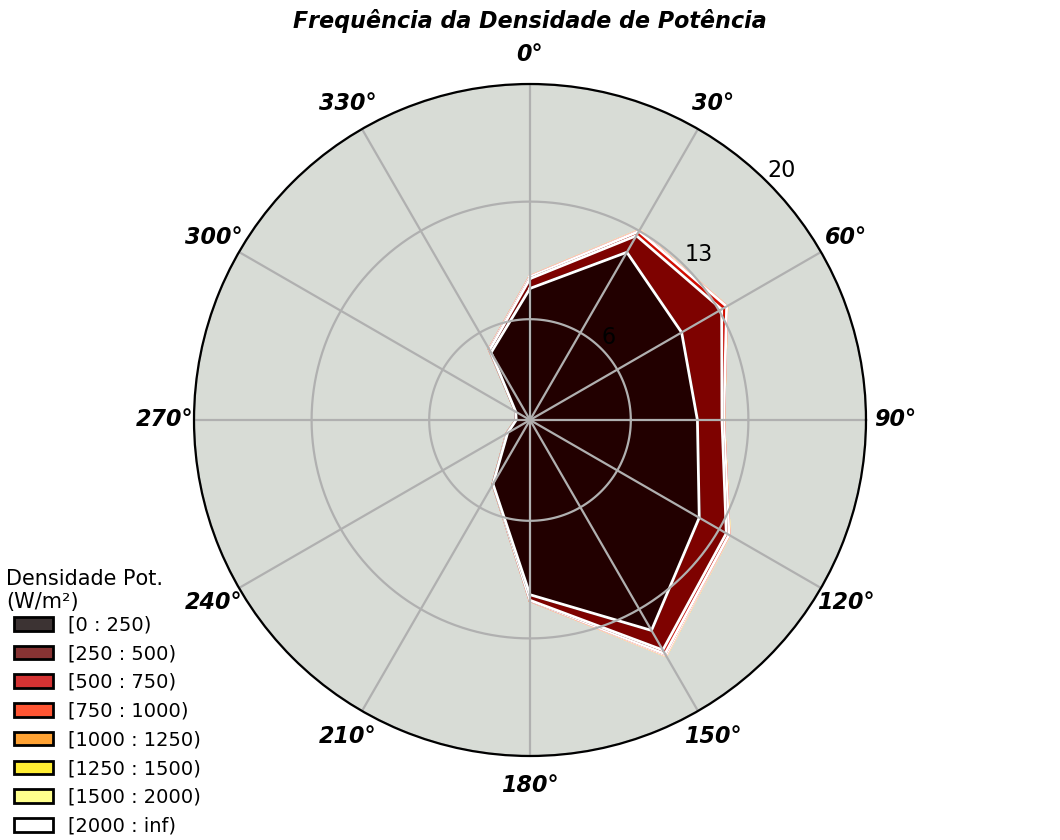 Frequência da Densidade de Potência
0°
330°
30°
20
300°
60°
13
6
270°
90°
240°
120°
210°
150°
180°
Densidade Pot.
(W/m²)
[0 : 250)
[250 : 500)
[500 : 750)
[750 : 1000)
[1000 : 1250)
[1250 : 1500)
[1500 : 2000)
[2000 : inf)